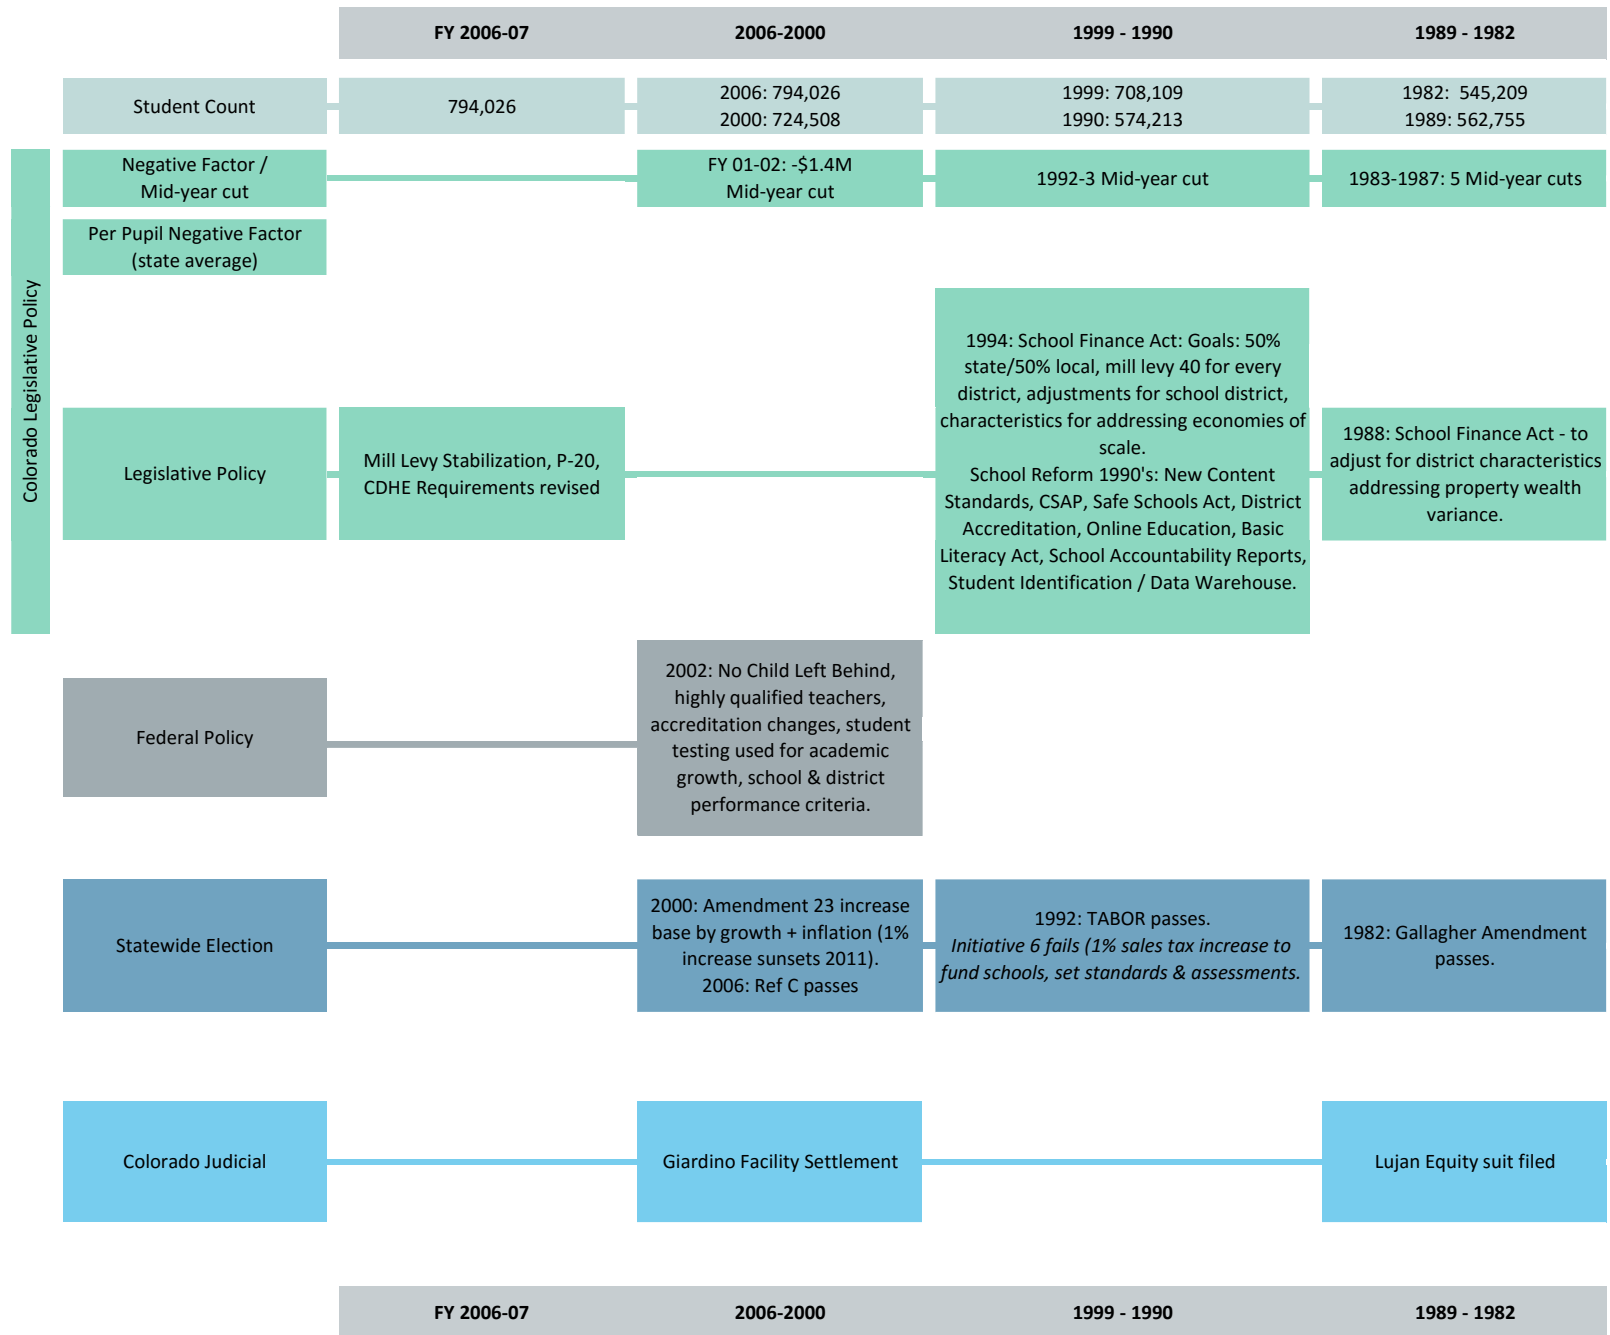 FY 2006-07
2006-2000
1999 - 1990
1989 - 1982
Student Count
794,026
2006: 794,026
2000: 724,508
1999: 708,109
1990: 574,213
1982:  545,209
1989: 562,755
Colorado Legislative Policy
Negative Factor /
Mid-year cut
FY 01-02: -$1.4M
Mid-year cut
1992-3 Mid-year cut
1983-1987: 5 Mid-year cuts
Per Pupil Negative Factor
(state average)
Legislative Policy
Mill Levy Stabilization, P-20,
CDHE Requirements revised
1994: School Finance Act: Goals: 50%
state/50% local, mill levy 40 for every
district, adjustments for school district,
characteristics for addressing economies of
scale.
School Reform 1990's: New Content
Standards, CSAP, Safe Schools Act, District
Accreditation, Online Education, Basic
Literacy Act, School Accountability Reports,
Student Identification / Data Warehouse.
1988: School Finance Act - to
adjust for district characteristics
addressing property wealth
variance.
Federal Policy
2002: No Child Left Behind,
highly qualified teachers,
accreditation changes, student
testing used for academic
growth, school & district
performance criteria.
Statewide Election
2000: Amendment 23 increase
base by growth + inflation (1%
increase sunsets 2011).
2006: Ref C passes
1992: TABOR passes.
Initiative 6 fails (1% sales tax increase to
fund schools, set standards & assessments.
1982: Gallagher Amendment
passes.
Colorado Judicial
Giardino Facility Settlement
Lujan Equity suit filed
FY 2006-07
2006-2000
1999 - 1990
1989 - 1982